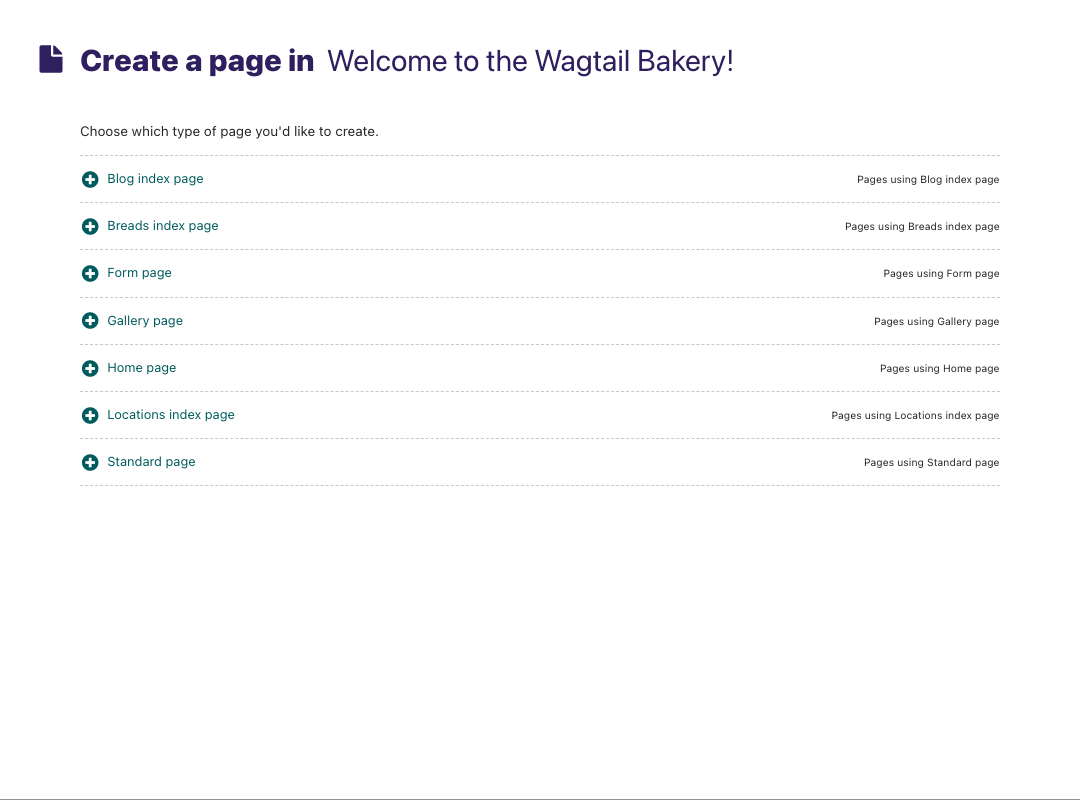 Create a page in Welcome to the Wagtail Bakery!
Choose which type of page you'd like to create.
Blog index page Pages using Blog index page
Breads index page Pages using Breads index page
Form page Pages using Form page
Gallery page Pages using Gallery page
Home page Pages using Home page
Locations index page Pages using Locations index page
Standard page Pages using Standard page